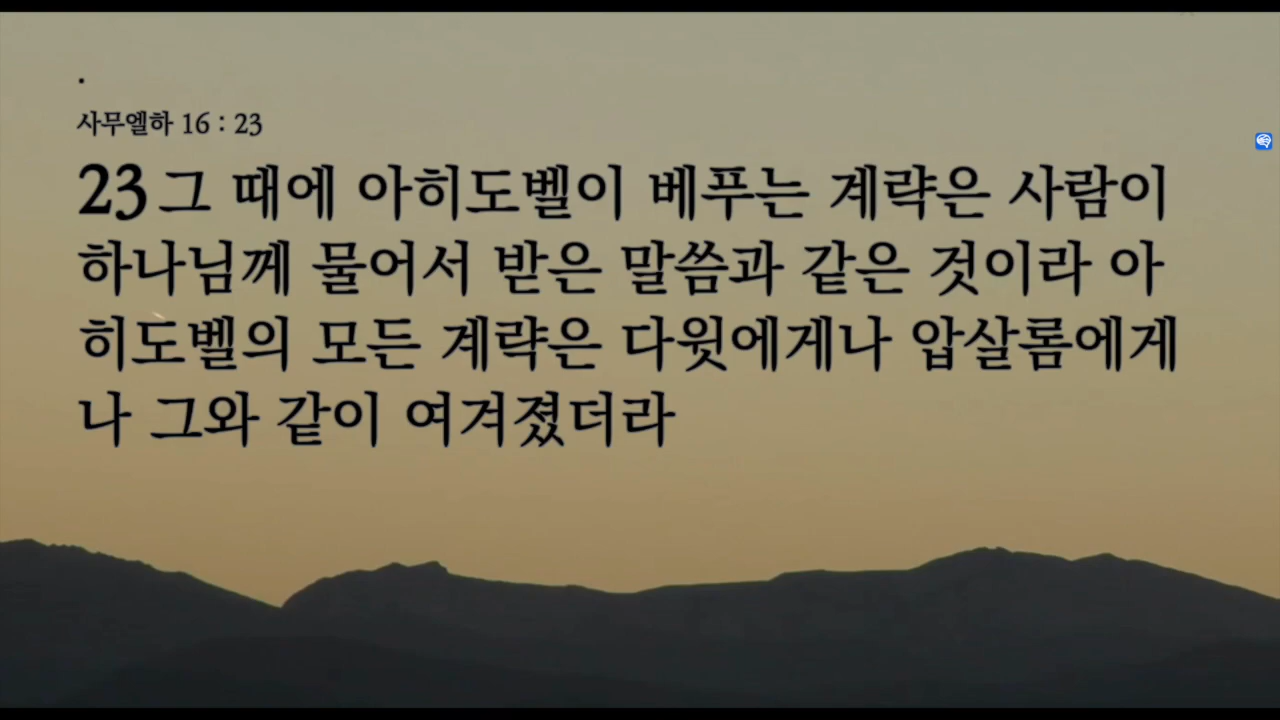 사무엘하 16 : 23
23 그 때에 아히도벨이 베푸는 계략은 사람이
하나님께 물어서 받은 말씀과 같은 것이라 아
히도벨의 모든 계략은 다윗에게나 압살롬에게
나 그와 같이 여겨졌더라